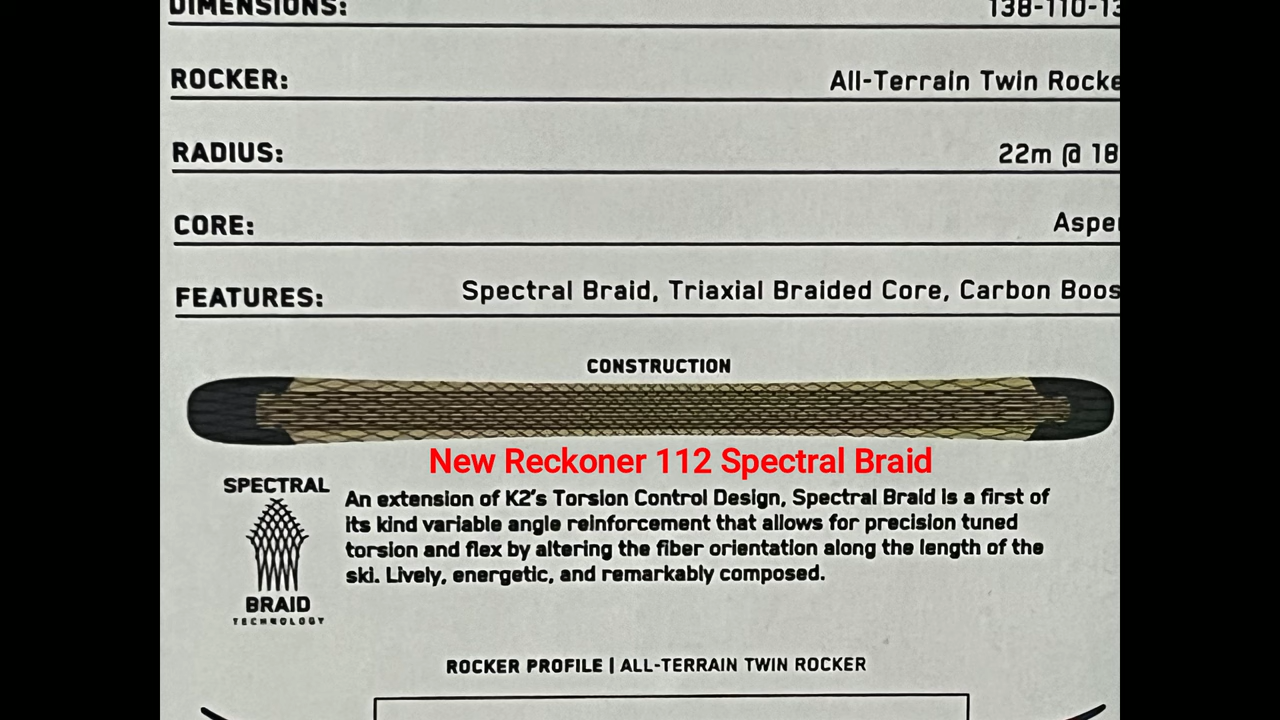 DIMENSIONS: 138-110-13
ROCKER: All-Terrain Twin Rocke
RADIUS: 22m @ 18
CORE: Aspe
FEATURES: Spectral Braid, Triaxial Braided Core, Carbon Boos
CONSTRUCTION
New Reckoner 112 Spectral Braid
SPECTRAL
BRAID
TECHNOLOGY
An extension of K2's Torsion Control Design, Spectral Braid is a first of
its kind variable angle reinforcement that allows for precision tuned
torsion and flex by altering the fiber orientation along the length of the
ski. Lively, energetic, and remarkably composed.
ROCKER PROFILE | ALL-TERRAIN TWIN ROCKER